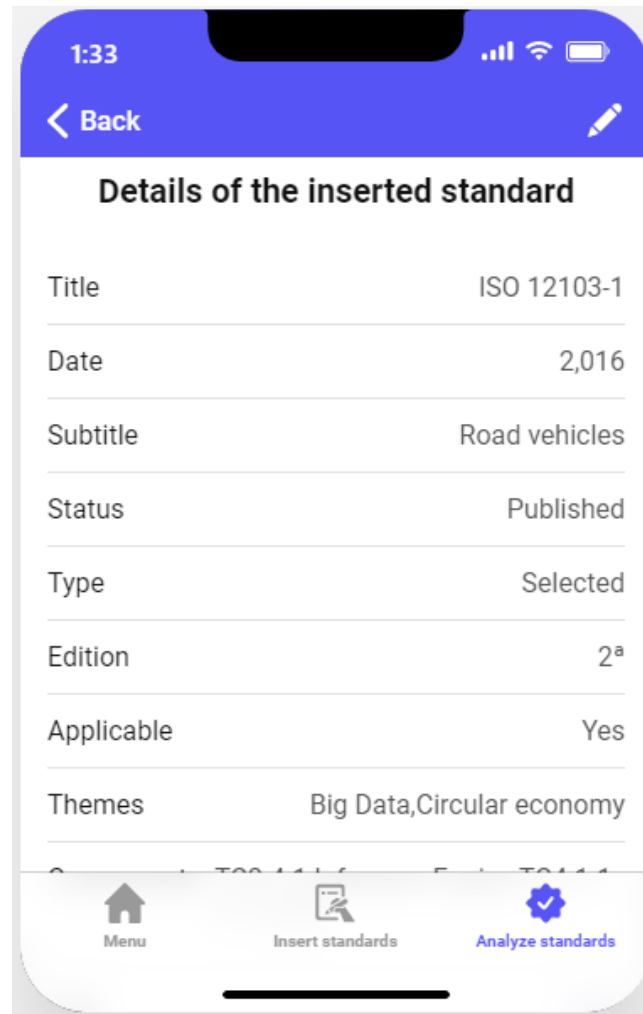 1:33
Back
Details of the inserted standard
Title ISO 12103-1
Date 2,016
Subtitle Road vehicles
Status Published
Type Selected
Edition 2ª
Applicable Yes
Themes Big Data,Circular economy
Menu Insert standards Analyze standards